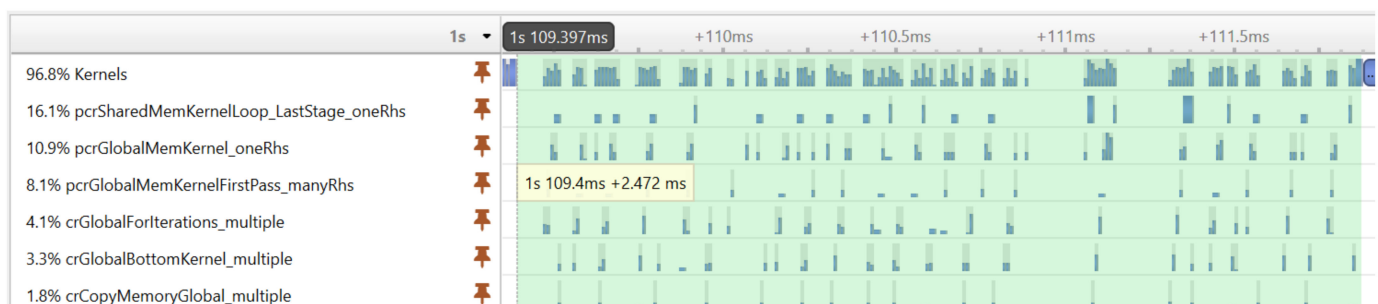 1s 1s 109.397ms +110ms +110.5ms +111ms +111.5ms
96.8% Kernels
16.1% pcrSharedMemKernelLoop_LastStage_oneRhs
10.9% pcrGlobalMemKernel_oneRhs
8.1% pcrGlobalMemKernelFirstPass_manyRhs 1s 109.4ms +2.472 ms
4.1% crGlobalForIterations_multiple
3.3% crGlobalBottomKernel_multiple
1.8% crCopyMemoryGlobal_multiple